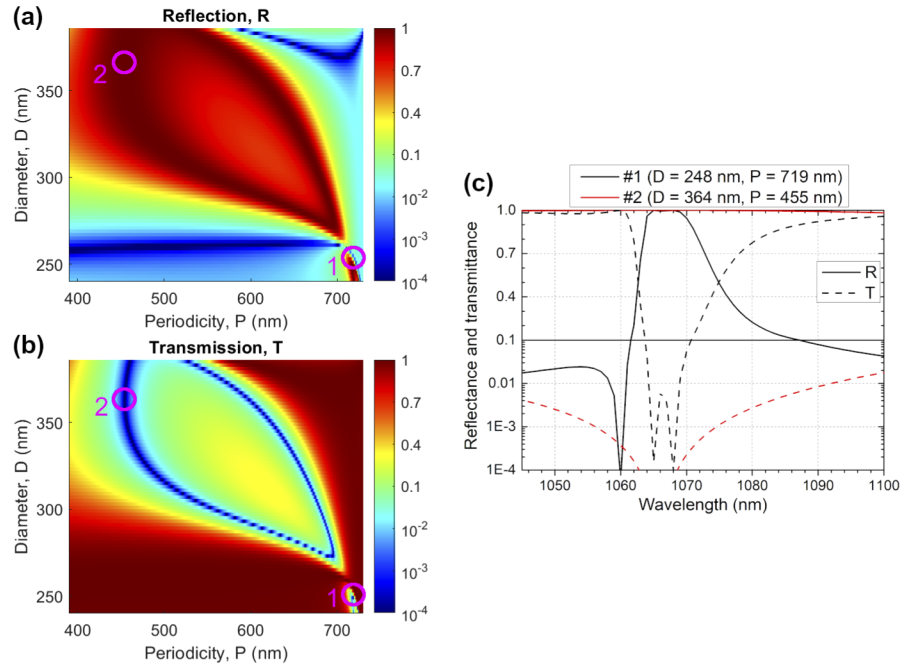 (a)
Reflection, R
Diameter, D (nm)
350
300
250
400
500
600
700
Periodicity, P (nm)
2
1
1
0.7
0.4
0.1
10-2
10-3
10-4
(b)
Transmission, T
Diameter, D (nm)
350
300
250
400
500
600
700
Periodicity, P (nm)
2
1
1
0.7
0.4
0.1
10-2
10-3
10-4
(c)
#1 (D = 248 nm, P = 719 nm)
#2 (D = 364 nm, P = 455 nm)
R
T
Reflectance and transmittance
1.0
0.7
0.4
0.1
0.01
1E-3
1E-4
1050
1060
1070
1080
1090
1100
Wavelength (nm)